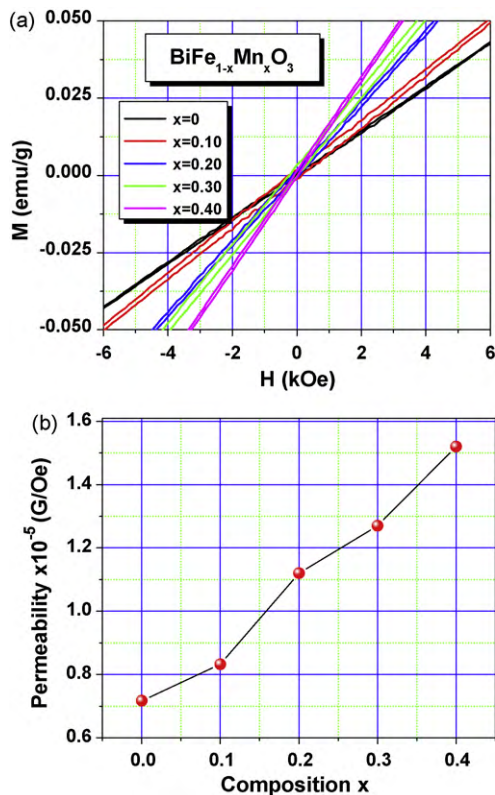 (a)
0.050
0.025
0.000
-0.025
-0.050
M (emu/g)
BiFe1-xMnxO3
x=0
x=0.10
x=0.20
x=0.30
x=0.40
-6 -4 -2 0 2 4 6
H (kOe)
(b)
1.6
1.4
1.2
1.0
0.8
0.6
Permeability x10^-5 (G/Oe)
0.0 0.1 0.2 0.3 0.4
Composition x